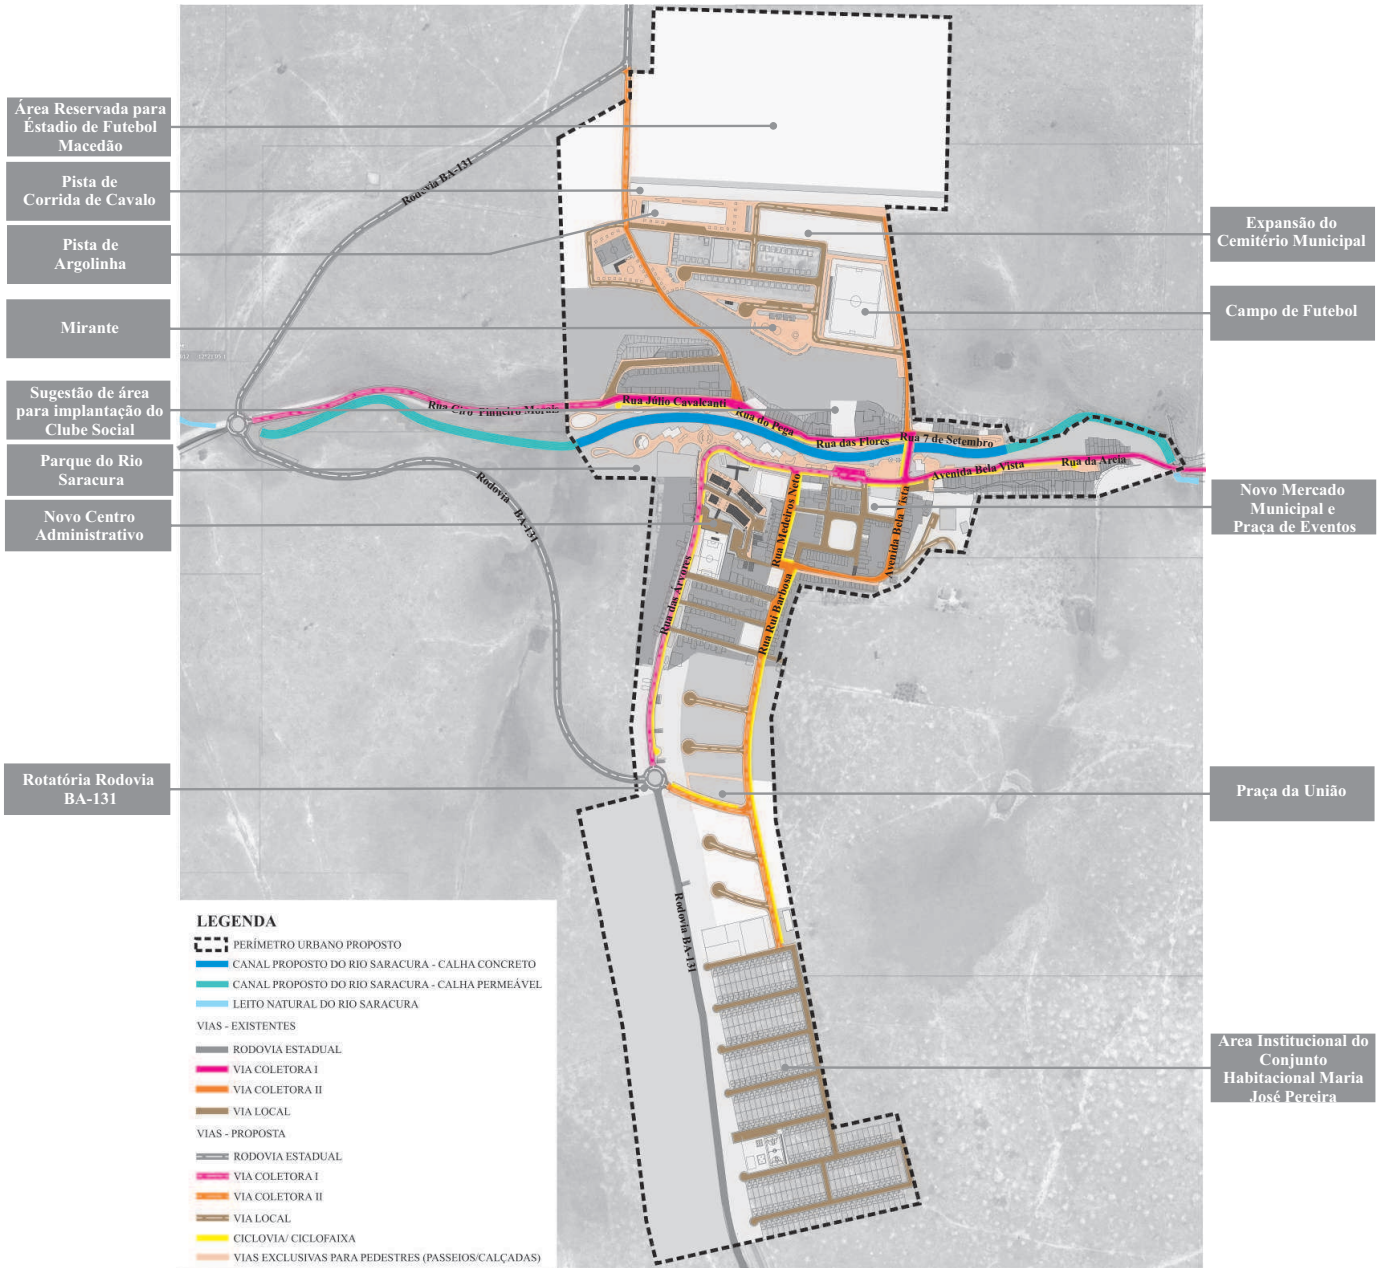 Área Reservada para
Éstadio de Futebol
Macedão
Pista de
Corrida de Cavalo
Pista de
Argolinha
Mirante
Sugestão de área
para implantação do
Clube Social
Parque do Rio
Saracura
Novo Centro
Administrativo
Rotatória Rodovia
BA-131
Expansão do
Cemitério Municipal
Campo de Futebol
Novo Mercado
Municipal e
Praça de Eventos
Praça da União
Area Institucional do
Conjunto
Habitacional Maria
José Pereira
Rodovia BA-131
Rua Ciro Pinheiro Morais
Rua Júlio Cavalcanti
Rua do Pega
Rua das Flores
Rua 7 de Setembro
Avenida Bela Vista
Rua da Areia
Rodovia BA-131
Rua Medeiros Neto
Avenida Bela Vista
Rua das Árvores
Rua Rui Barbosa
Rodovia BA-131
LEGENDA
PERÍMETRO URBANO PROPOSTO
CANAL PROPOSTO DO RIO SARACURA - CALHA CONCRETO
CANAL PROPOSTO DO RIO SARACURA - CALHA PERMEÁVEL
LEITO NATURAL DO RIO SARACURA
VIAS - EXISTENTES
RODOVIA ESTADUAL
VIA COLETORA I
VIA COLETORA II
VIA LOCAL
VIAS - PROPOSTA
RODOVIA ESTADUAL
VIA COLETORA I
VIA COLETORA II
VIA LOCAL
CICLOVIA/ CICLOFAIXA
VIAS EXCLUSIVAS PARA PEDESTRES (PASSEIOS/CALÇADAS)